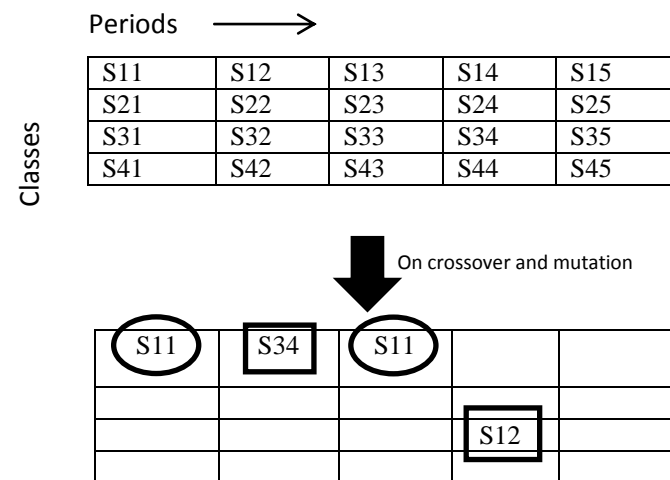 Periods
S11 S12 S13 S14 S15
S21 S22 S23 S24 S25
Classes
S31 S32 S33 S34 S35
S41 S42 S43 S44 S45
On crossover and mutation
S11 S34 S11
S12